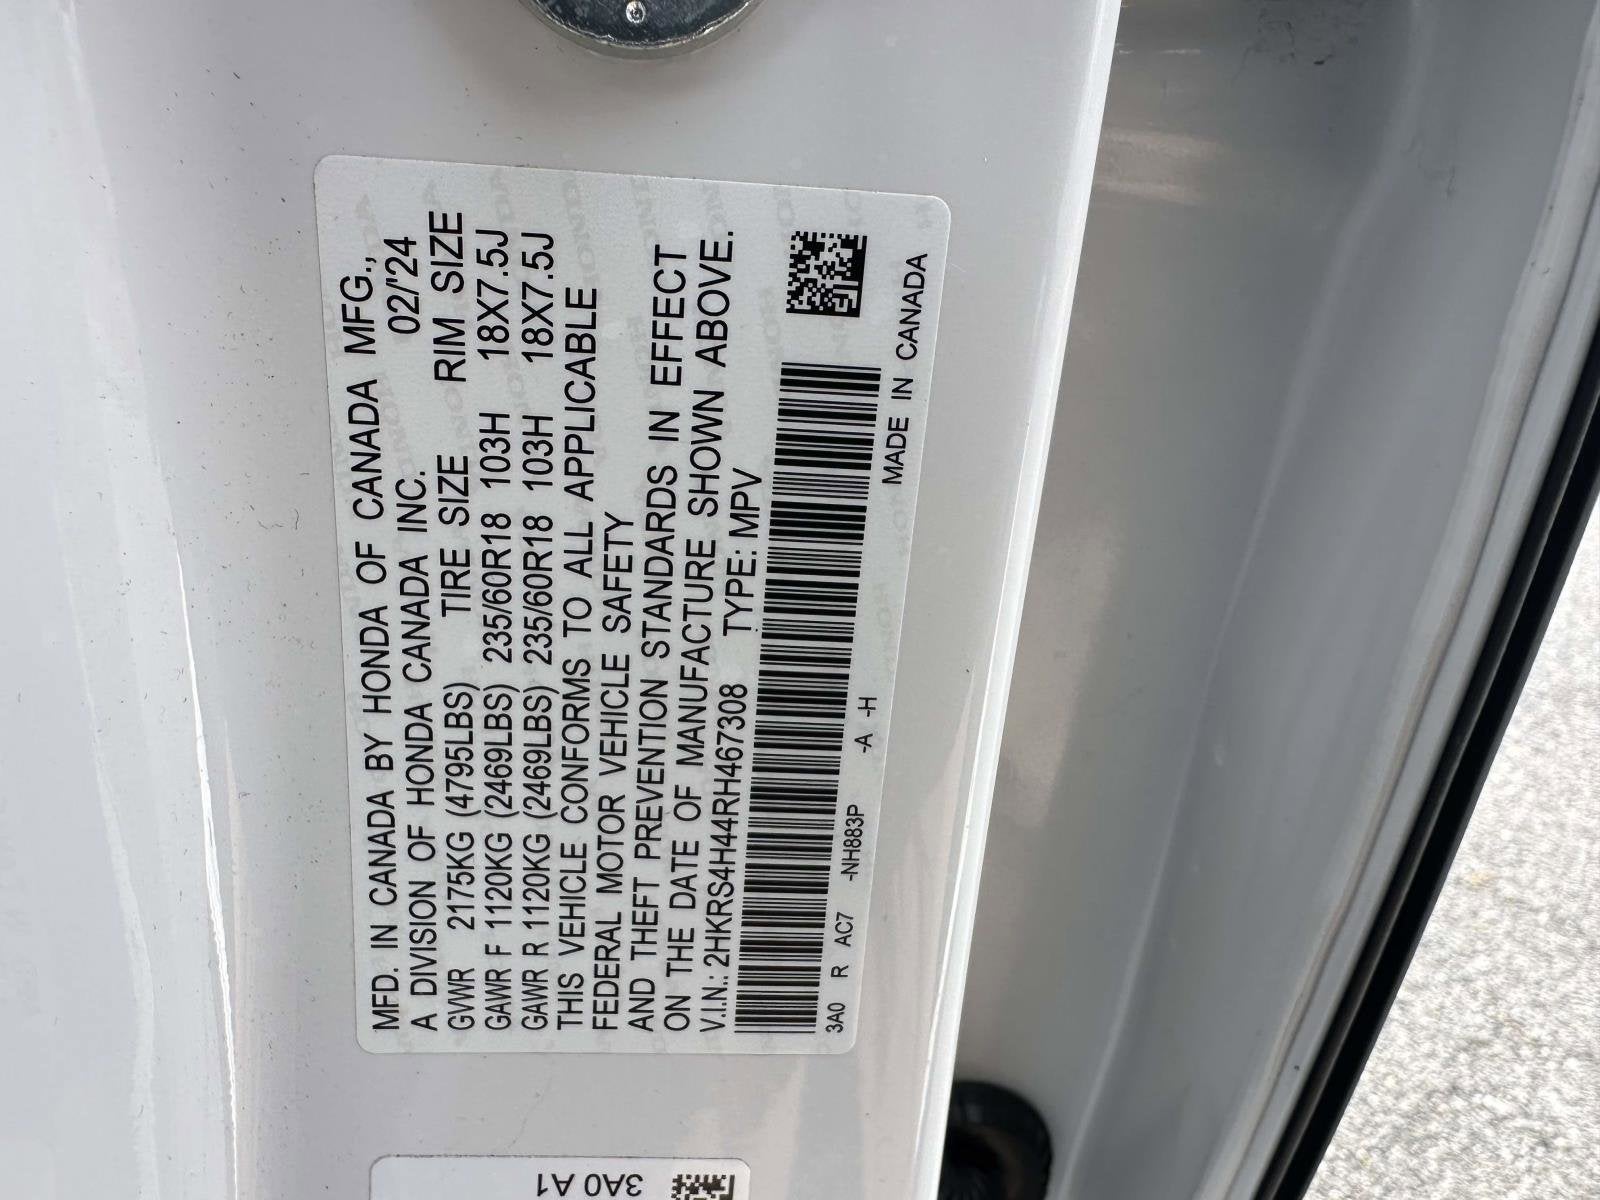 MFD. IN CANADA BY HONDA OF CANADA MFG.,
A DIVISION OF HONDA CANADA INC. 02/'24
GVWR 2175KG (4795LBS) TIRE SIZE RIM SIZE
GAWR F 1120KG (2469LBS) 235/60R18 103H 18X7.5J
GAWR R 1120KG (2469LBS) 235/60R18 103H 18X7.5J
THIS VEHICLE CONFORMS TO ALL APPLICABLE
FEDERAL MOTOR VEHICLE SAFETY
AND THEFT PREVENTION STANDARDS IN EFFECT
ON THE DATE OF MANUFACTURE SHOWN ABOVE.
V.I.N.: 2HKRS4H44RH467308 TYPE: MPV
3A0 R AC7 -NH883P -A -H MADE IN CANADA
3A0 A1